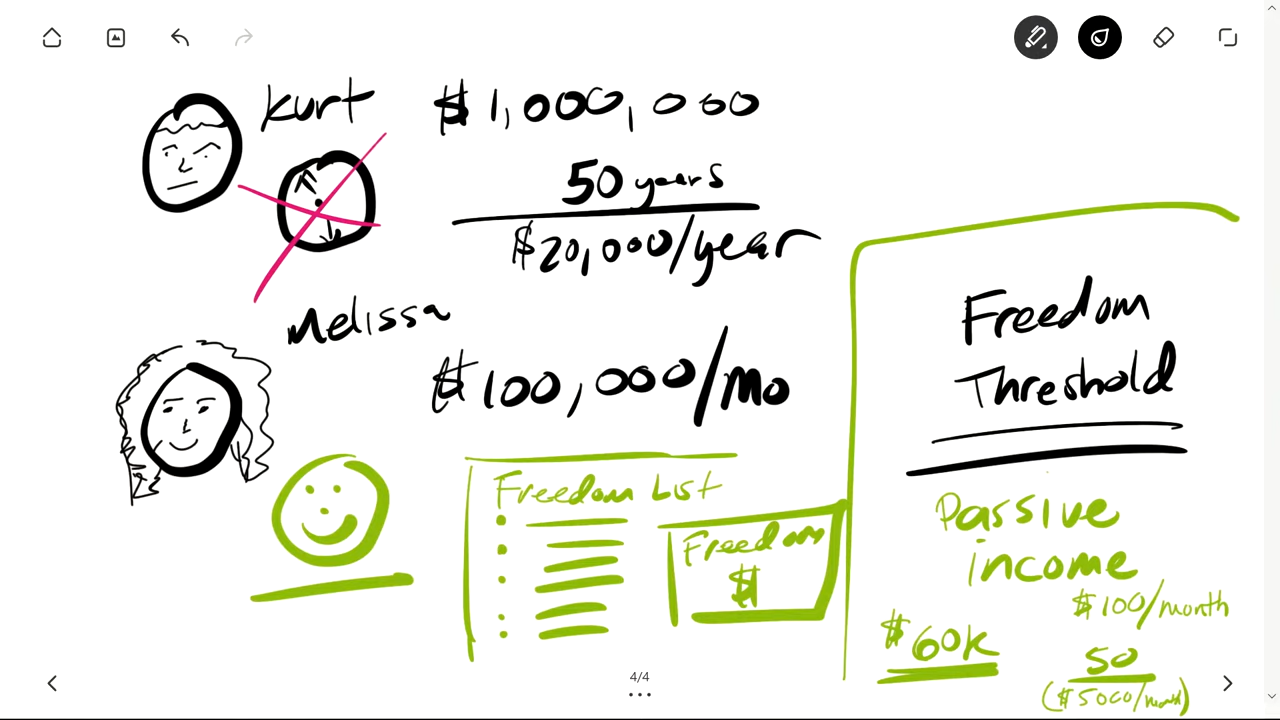 Kurt
$1,000,000
50 years
$20,000/year
Melissa
$100,000/mo
Freedom List
Freedom
$
Freedom
Threshold
Passive
income
$100/month
$60K
50
($5000/month)
4/4